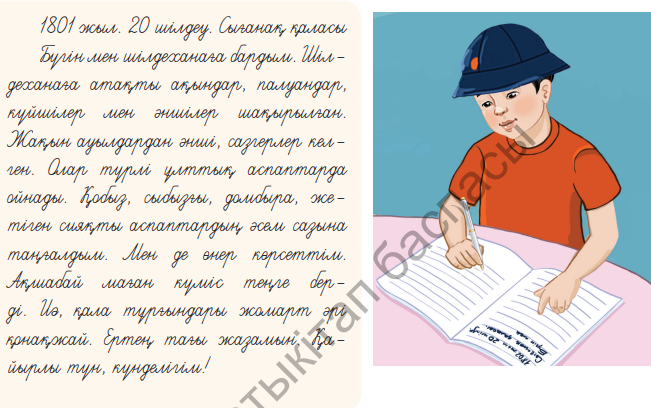 1801 жыл. 20 шілдеу. Сығанақ қаласы
Бүгін мен шілдеханаға бардым. Шіл-
деханаға атақты ақындар, палуандар,
күйшілер мен әншілер шақырылған.
Жақын ауылдардан әнші, сазгерлер кел-
ген. Олар түрлі ұлттық аспаптарда
ойнады. Қобыз, сыбызғы, домбыра, же-
тіген сияқты аспаптардың әсем сазына
таңғалдым. Мен де өнер көрсеттім.
Ақшабай маған күміс теңге бер-
ді. Иә, қала тұрғындары жомарт әрі
қонақжай. Ертең тағы жазамын. Қа-
йырлы түн, күнделігім!
баспасы